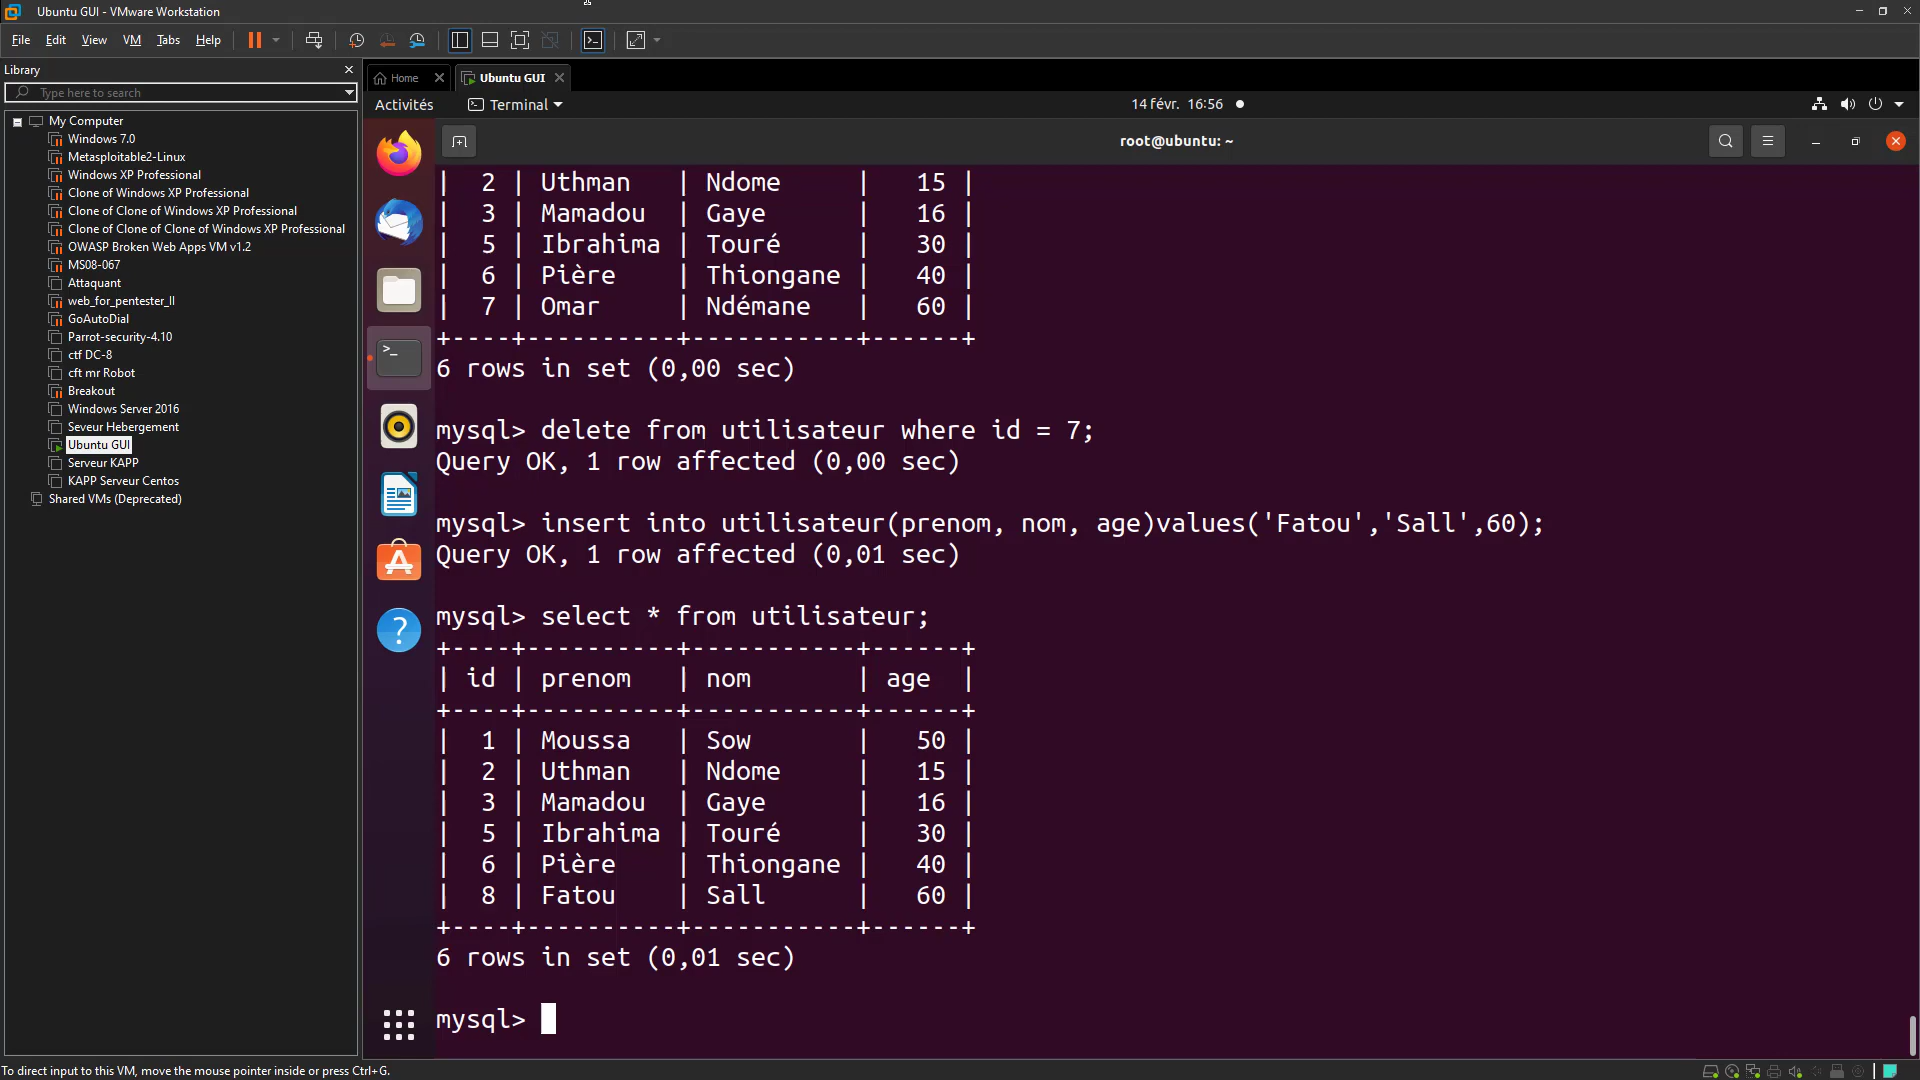 Ubuntu GUI - VMware Workstation
File Edit View VM Tabs Help
Library
Type here to search
My Computer
Windows 7.0
Metasploitable2-Linux
Windows XP Professional
Clone of Windows XP Professional
Clone of Clone of Windows XP Professional
Clone of Clone of Clone of Windows XP Professional
OWASP Broken Web Apps VM v1.2
MS08-067
Attaquant
web_for_pentester_II
GoAutoDial
Parrot-security-4.10
ctf DC-8
cft mr Robot
Breakout
Windows Server 2016
Seveur Hebergement
Ubuntu GUI
Serveur KAPP
KAPP Serveur Centos
Shared VMs (Deprecated)
Home Ubuntu GUI
Activités Terminal 14 févr. 16:56
root@ubuntu: ~
|  2 | Uthman   | Ndome     |   15 |
|  3 | Mamadou  | Gaye      |   16 |
|  5 | Ibrahima | Touré     |   30 |
|  6 | Pière    | Thiongane |   40 |
|  7 | Omar     | Ndémane   |   60 |
+----+----------+-----------+------+
6 rows in set (0,00 sec)
mysql> delete from utilisateur where id = 7;
Query OK, 1 row affected (0,00 sec)
mysql> insert into utilisateur(prenom, nom, age)values('Fatou','Sall',60);
Query OK, 1 row affected (0,01 sec)
mysql> select * from utilisateur;
+----+----------+-----------+------+
| id | prenom   | nom       | age  |
+----+----------+-----------+------+
|  1 | Moussa   | Sow       |   50 |
|  2 | Uthman   | Ndome     |   15 |
|  3 | Mamadou  | Gaye      |   16 |
|  5 | Ibrahima | Touré     |   30 |
|  6 | Pière    | Thiongane |   40 |
|  8 | Fatou    | Sall      |   60 |
+----+----------+-----------+------+
6 rows in set (0,01 sec)
mysql>
To direct input to this VM, move the mouse pointer inside or press Ctrl+G.